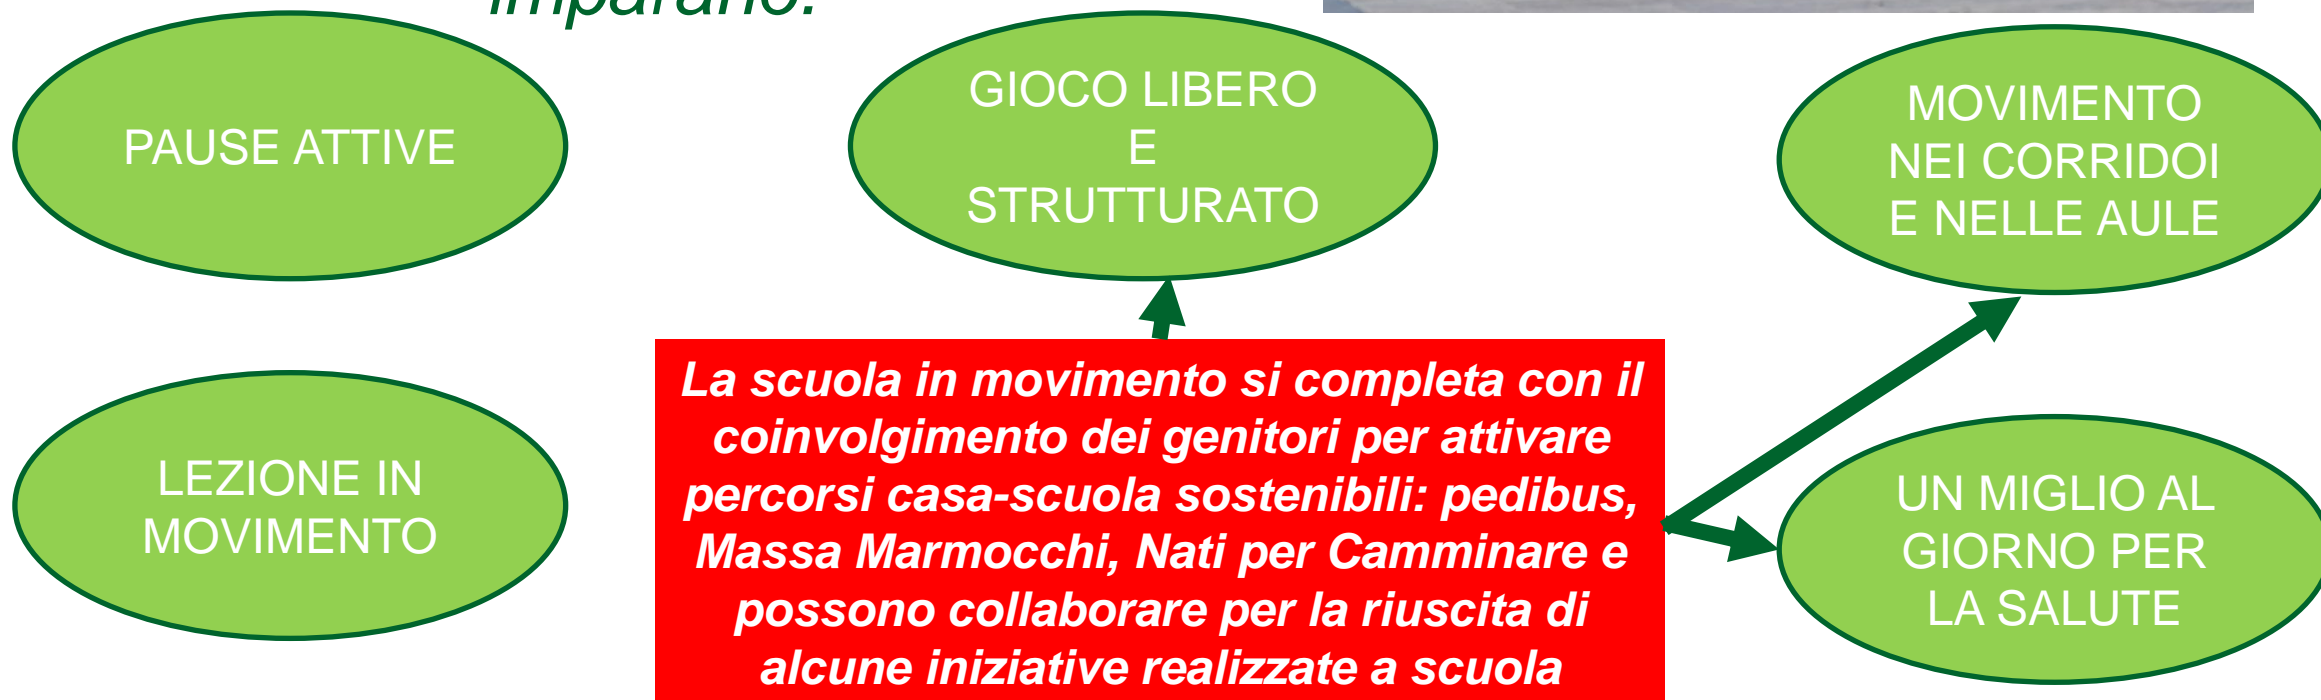 imparano.
PAUSE ATTIVE
GIOCO LIBERO
E
STRUTTURATO
MOVIMENTO
NEI CORRIDOI
E NELLE AULE
LEZIONE IN
MOVIMENTO
La scuola in movimento si completa con il
coinvolgimento dei genitori per attivare
percorsi casa-scuola sostenibili: pedibus,
Massa Marmocchi, Nati per Camminare e
possono collaborare per la riuscita di
alcune iniziative realizzate a scuola
UN MIGLIO AL
GIORNO PER
LA SALUTE